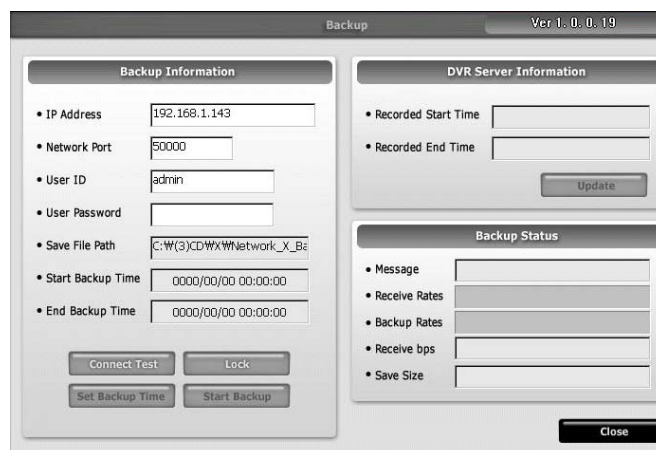 Backup
Ver 1. 0. 0. 19
Backup Information
• IP Address 192.168.1.143
• Network Port 50000
• User ID admin
• User Password
• Save File Path C:₩(3)CD₩X₩Network_X_Ba
• Start Backup Time 0000/00/00 00:00:00
• End Backup Time 0000/00/00 00:00:00
Connect Test Lock
Set Backup Time Start Backup
DVR Server Information
• Recorded Start Time
• Recorded End Time
Update
Backup Status
• Message
• Receive Rates
• Backup Rates
• Receive bps
• Save Size
Close